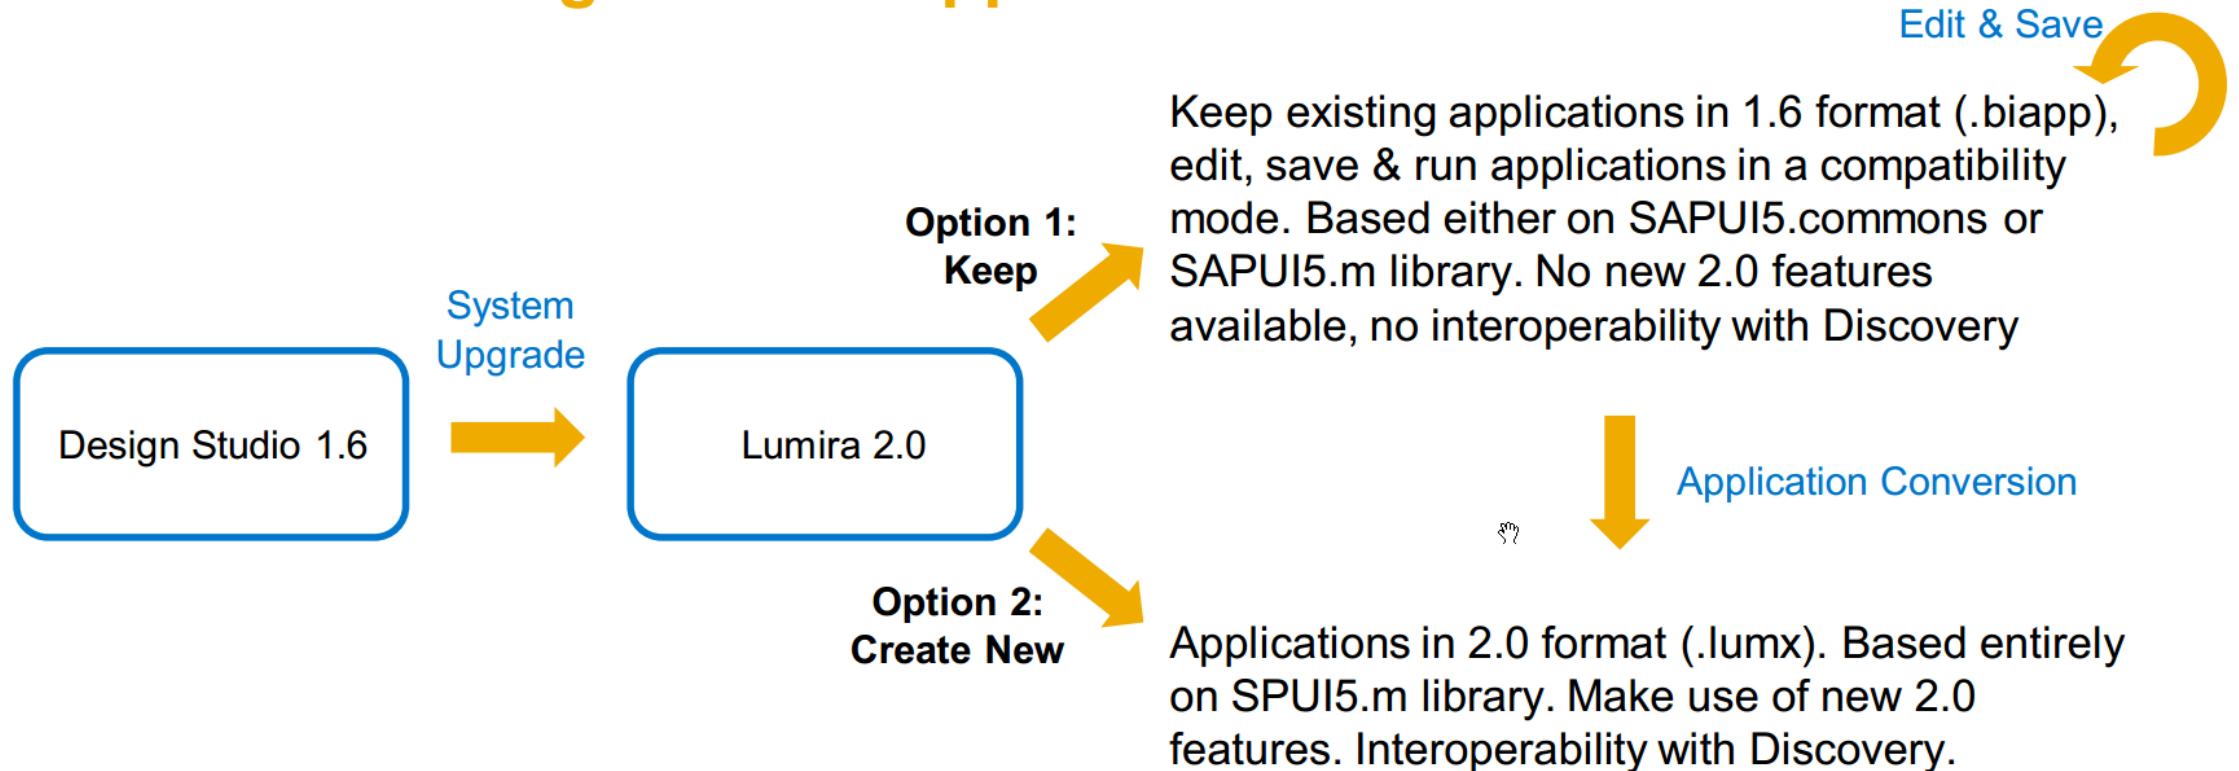 Edit & Save
Keep existing applications in 1.6 format (.biapp),
edit, save & run applications in a compatibility
mode. Based either on SAPUI5.commons or
SAPUI5.m library. No new 2.0 features
available, no interoperability with Discovery
Option 1:
Keep
System
Upgrade
Design Studio 1.6
Lumira 2.0
Application Conversion
Option 2:
Create New
Applications in 2.0 format (.lumx). Based entirely
on SPUI5.m library. Make use of new 2.0
features. Interoperability with Discovery.